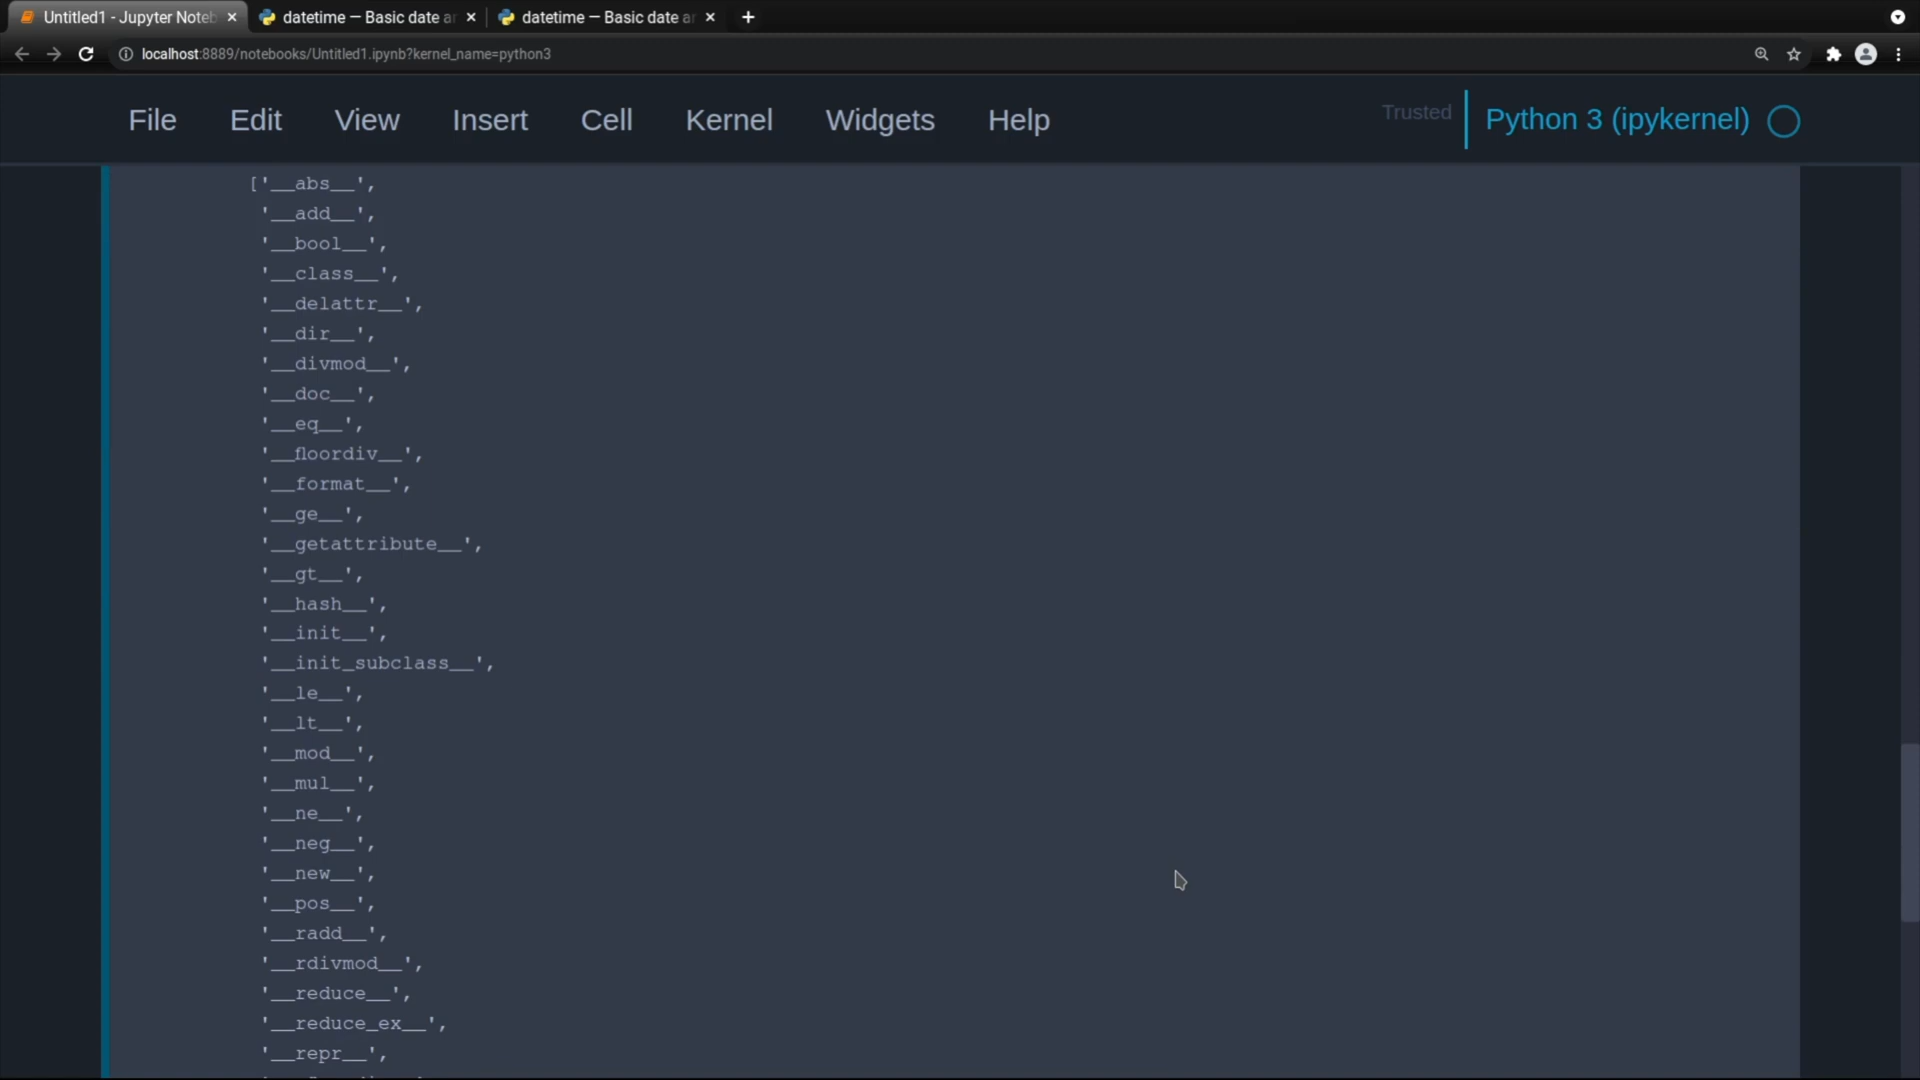 Untitled1 - Jupyter Noteb
datetime — Basic date ar
datetime — Basic date ar
localhost:8889/notebooks/Untitled1.ipynb?kernel_name=python3
File Edit View Insert Cell Kernel Widgets Help
Trusted
Python 3 (ipykernel)
['__abs__',
'__add__',
'__bool__',
'__class__',
'__delattr__',
'__dir__',
'__divmod__',
'__doc__',
'__eq__',
'__floordiv__',
'__format__',
'__ge__',
'__getattribute__',
'__gt__',
'__hash__',
'__init__',
'__init_subclass__',
'__le__',
'__lt__',
'__mod__',
'__mul__',
'__ne__',
'__neg__',
'__new__',
'__pos__',
'__radd__',
'__rdivmod__',
'__reduce__',
'__reduce_ex__',
'__repr__',